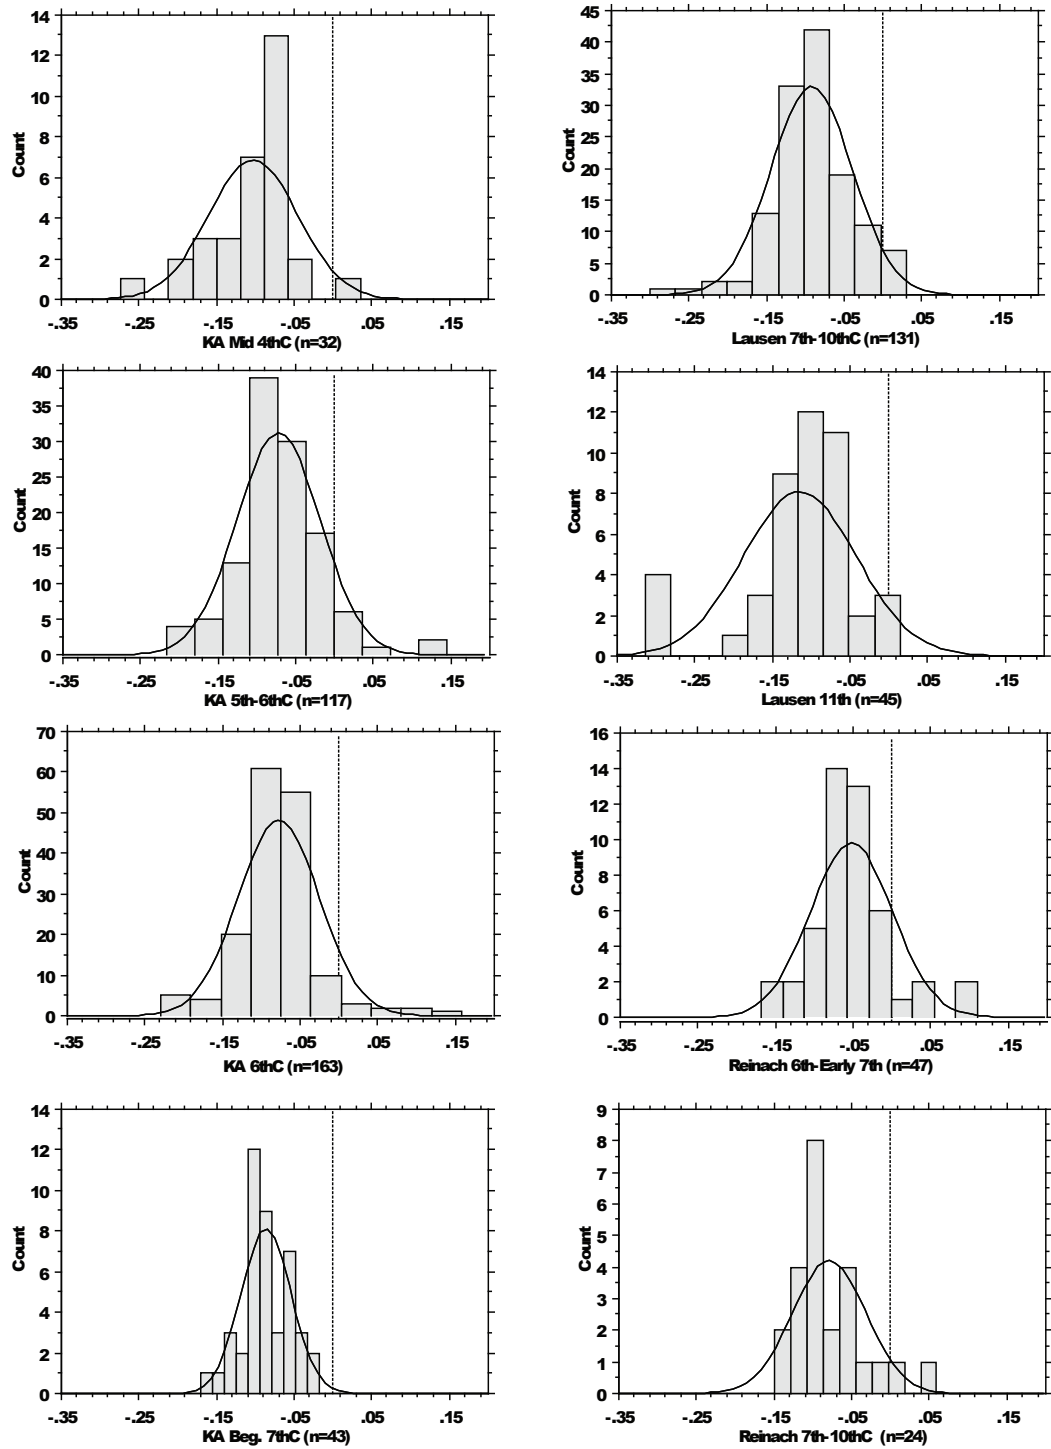 14
12
10
8
6
4
2
0
Count
-.35 -.25 -.15 -.05 .05 .15
KA Mid 4thC (n=32)
45
40
35
30
25
20
15
10
5
0
Count
-.35 -.25 -.15 -.05 .05 .15
Lausen 7th-10thC (n=131)
40
35
30
25
20
15
10
5
0
Count
-.35 -.25 -.15 -.05 .05 .15
KA 5th-6thC (n=117)
14
12
10
8
6
4
2
0
Count
-.35 -.25 -.15 -.05 .05 .15
Lausen 11th (n=45)
70
60
50
40
30
20
10
0
Count
-.35 -.25 -.15 -.05 .05 .15
KA 6thC (n=163)
16
14
12
10
8
6
4
2
0
Count
-.35 -.25 -.15 -.05 .05 .15
Reinach 6th-Early 7th (n=47)
14
12
10
8
6
4
2
0
Count
-.35 -.25 -.15 -.05 .05 .15
KA Beg. 7thC (n=43)
9
8
7
6
5
4
3
2
1
0
Count
-.35 -.25 -.15 -.05 .05 .15
Reinach 7th-10thC (n=24)